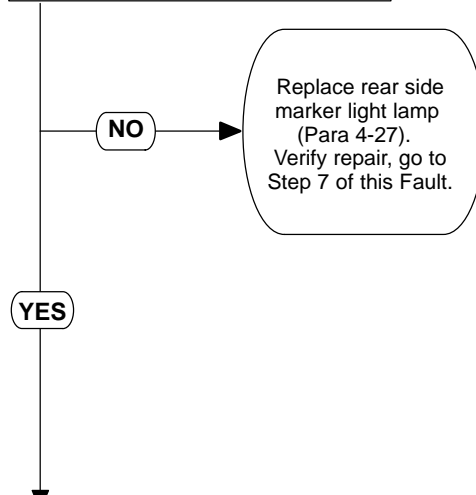 NO
Replace rear side
marker light lamp
(Para 4-27).
Verify repair, go to
Step 7 of this Fault.
YES